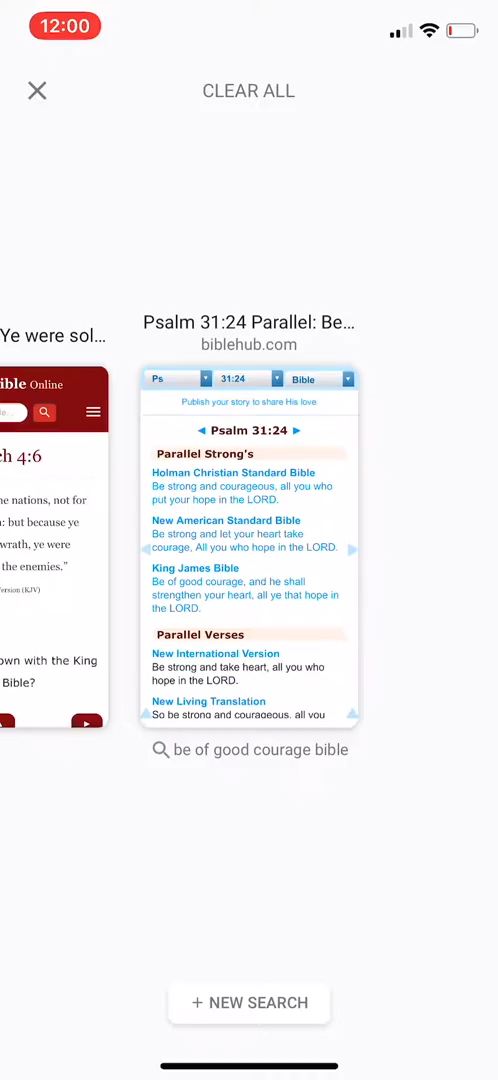 12:00
CLEAR ALL
Ye were sol...
ible Online
ch 4:6
e nations, not for
: but because ye
wrath, ye were
the enemies."
ersion (KJV)
own with the King
Bible?
Psalm 31:24 Parallel: Be...
biblehub.com
Ps 31:24 Bible
Publish your story to share His love
Psalm 31:24
Parallel Strong's
Holman Christian Standard Bible
Be strong and courageous, all you who
put your hope in the LORD.
New American Standard Bible
Be strong and let your heart take
courage, All you who hope in the LORD.
King James Bible
Be of good courage, and he shall
strengthen your heart, all ye that hope in
the LORD.
Parallel Verses
New International Version
Be strong and take heart, all you who
hope in the LORD.
New Living Translation
So be strong and courageous, all you
be of good courage bible
+ NEW SEARCH